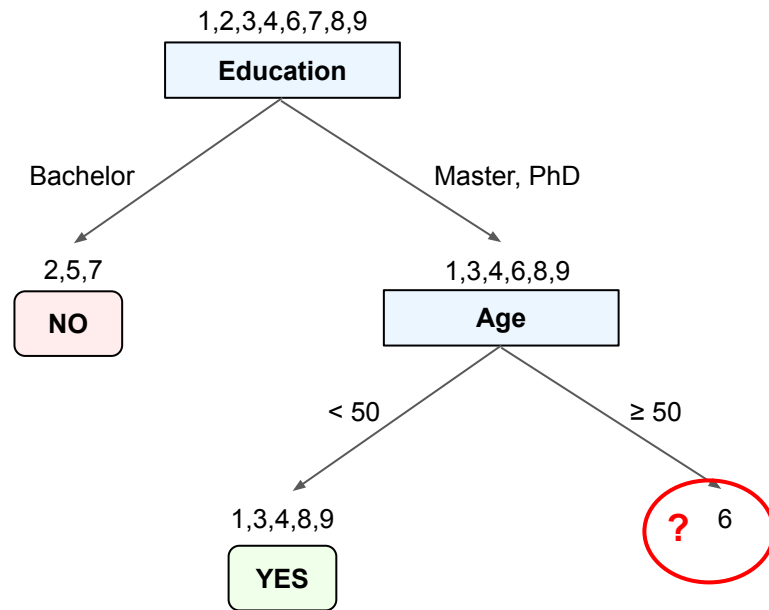 1,2,3,4,6,7,8,9
Education
Bachelor
Master, PhD
2,5,7
NO
1,3,4,6,8,9
Age
< 50
≥ 50
1,3,4,8,9
YES
? 6